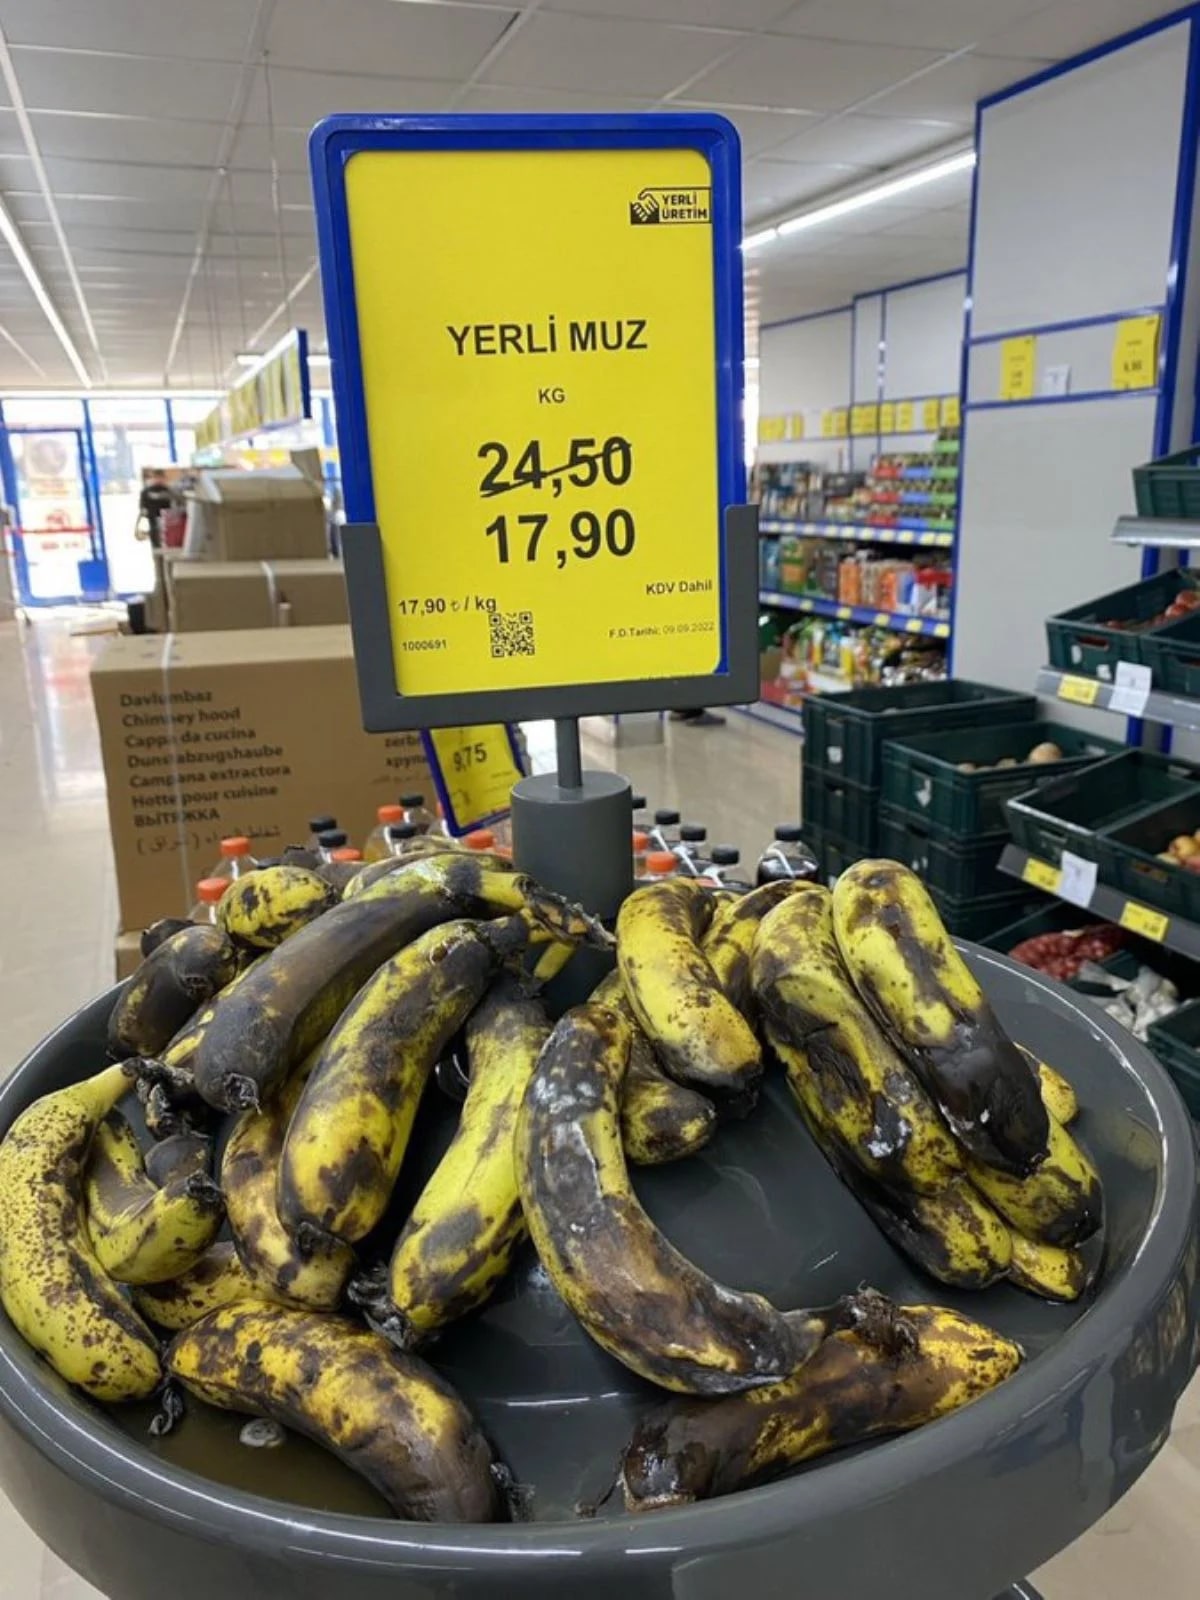 YERLİ
ÜRETİM
YERLİ MUZ
KG
24,50
17,90
KDV Dahil
17,90 ₺ / kg
1000691
F.D.Tarihi: 09.09.2022
Davlumbaz
Chimney hood
Cappa da cucina
Dunstabzugshaube
Campana extractora
Hotte pour cuisine
ВЫТЯЖКА
9,75